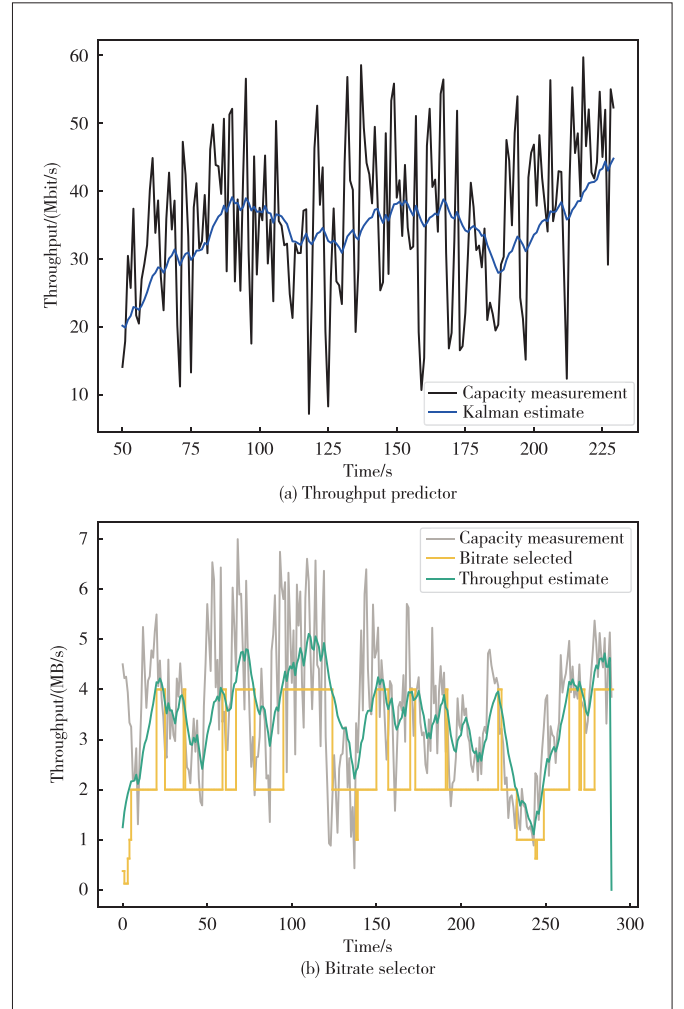 60
50
40
30
20
10
Throughput/(Mbit/s)
Capacity measurement
Kalman estimate
50 75 100 125 150 175 200 225
Time/s
(a) Throughput predictor
7
6
5
4
3
2
1
0
Throughput/(MB/s)
Capacity measurement
Bitrate selected
Throughput estimate
0 50 100 150 200 250 300
Time/s
(b) Bitrate selector